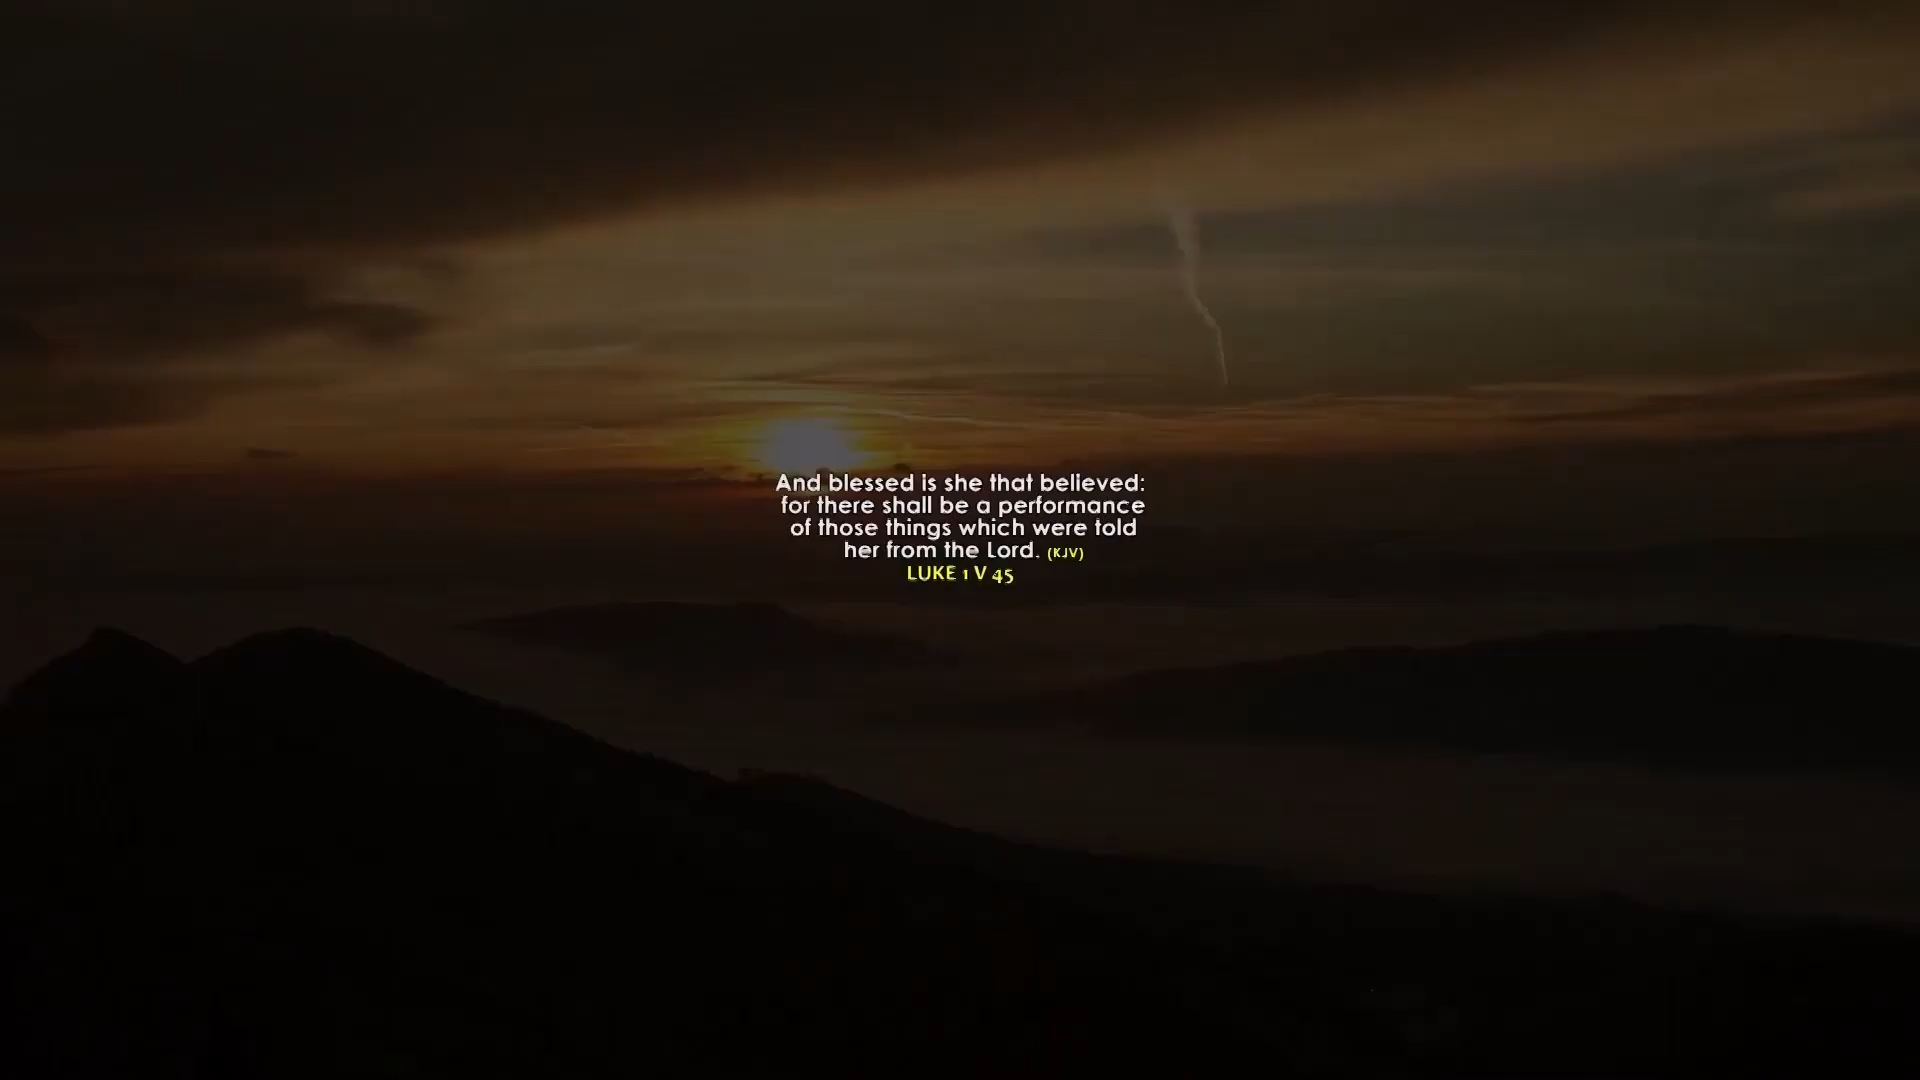 And blessed is she that believed:
for there shall be a performance
of those things which were told
her from the Lord. (KJV)
LUKE 1 V 45